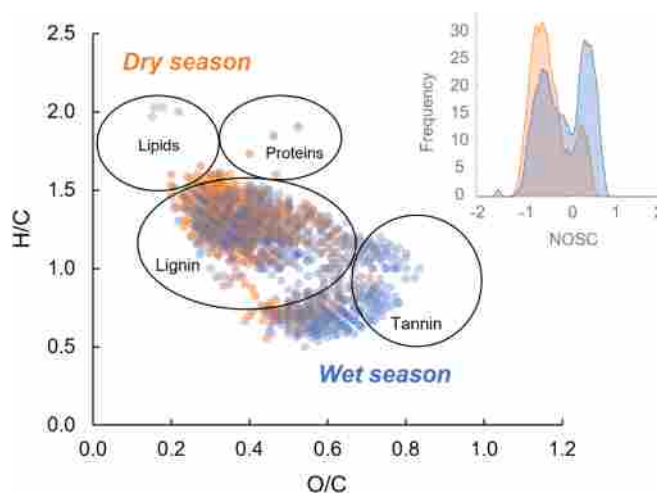 Dry season
Lipids
Proteins
Lignin
Tannin
Wet season
H/C
2.5
2.0
1.5
1.0
0.5
0.0
0.0 0.2 0.4 0.6 0.8 1.0 1.2
O/C
Frequency
30
25
20
15
10
5
0
-2 -1 0 1 2
NOSC